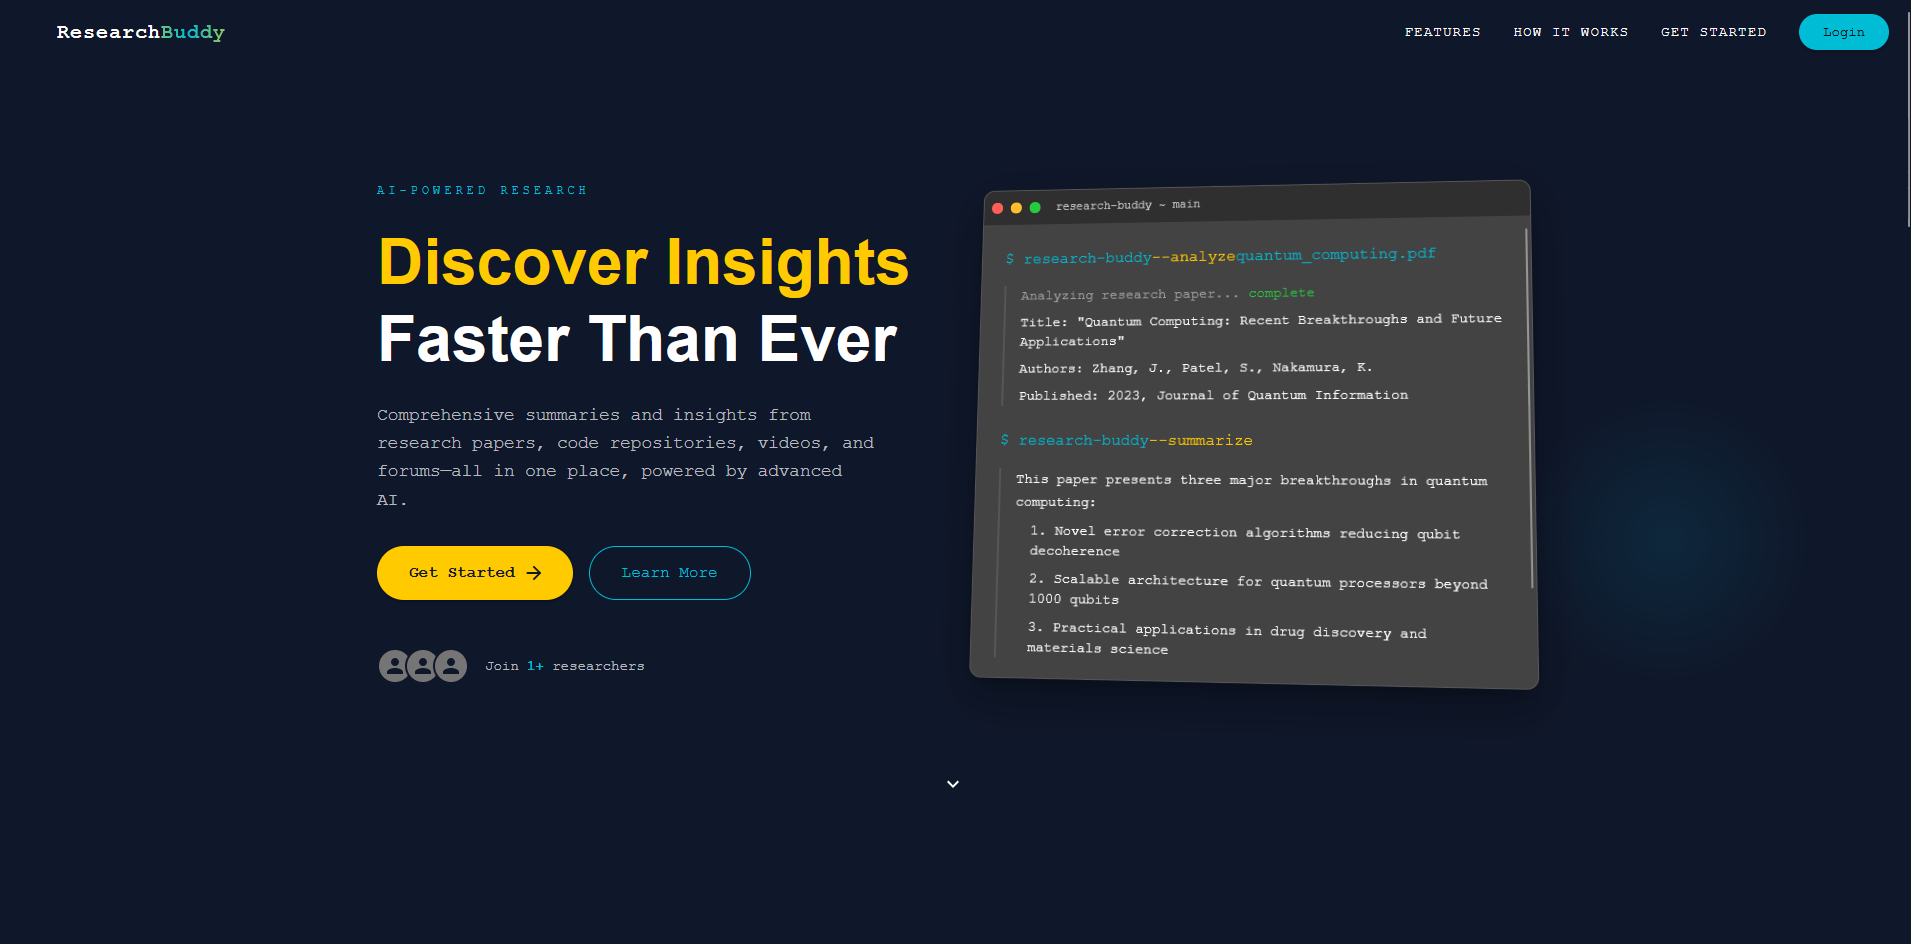 ResearchBuddy
FEATURES
HOW IT WORKS
GET STARTED
Login
AI-POWERED RESEARCH
Discover Insights
Faster Than Ever
Comprehensive summaries and insights from
research papers, code repositories, videos, and
forums—all in one place, powered by advanced
AI.
Get Started
Learn More
Join 1+ researchers
research-buddy ~ main
$ research-buddy--analyzequantum_computing.pdf
Analyzing research paper... complete
Title: "Quantum Computing: Recent Breakthroughs and Future
Applications"
Authors: Zhang, J., Patel, S., Nakamura, K.
Published: 2023, Journal of Quantum Information
$ research-buddy--summarize
This paper presents three major breakthroughs in quantum
computing:
1. Novel error correction algorithms reducing qubit
decoherence
2. Scalable architecture for quantum processors beyond
1000 qubits
3. Practical applications in drug discovery and
materials science